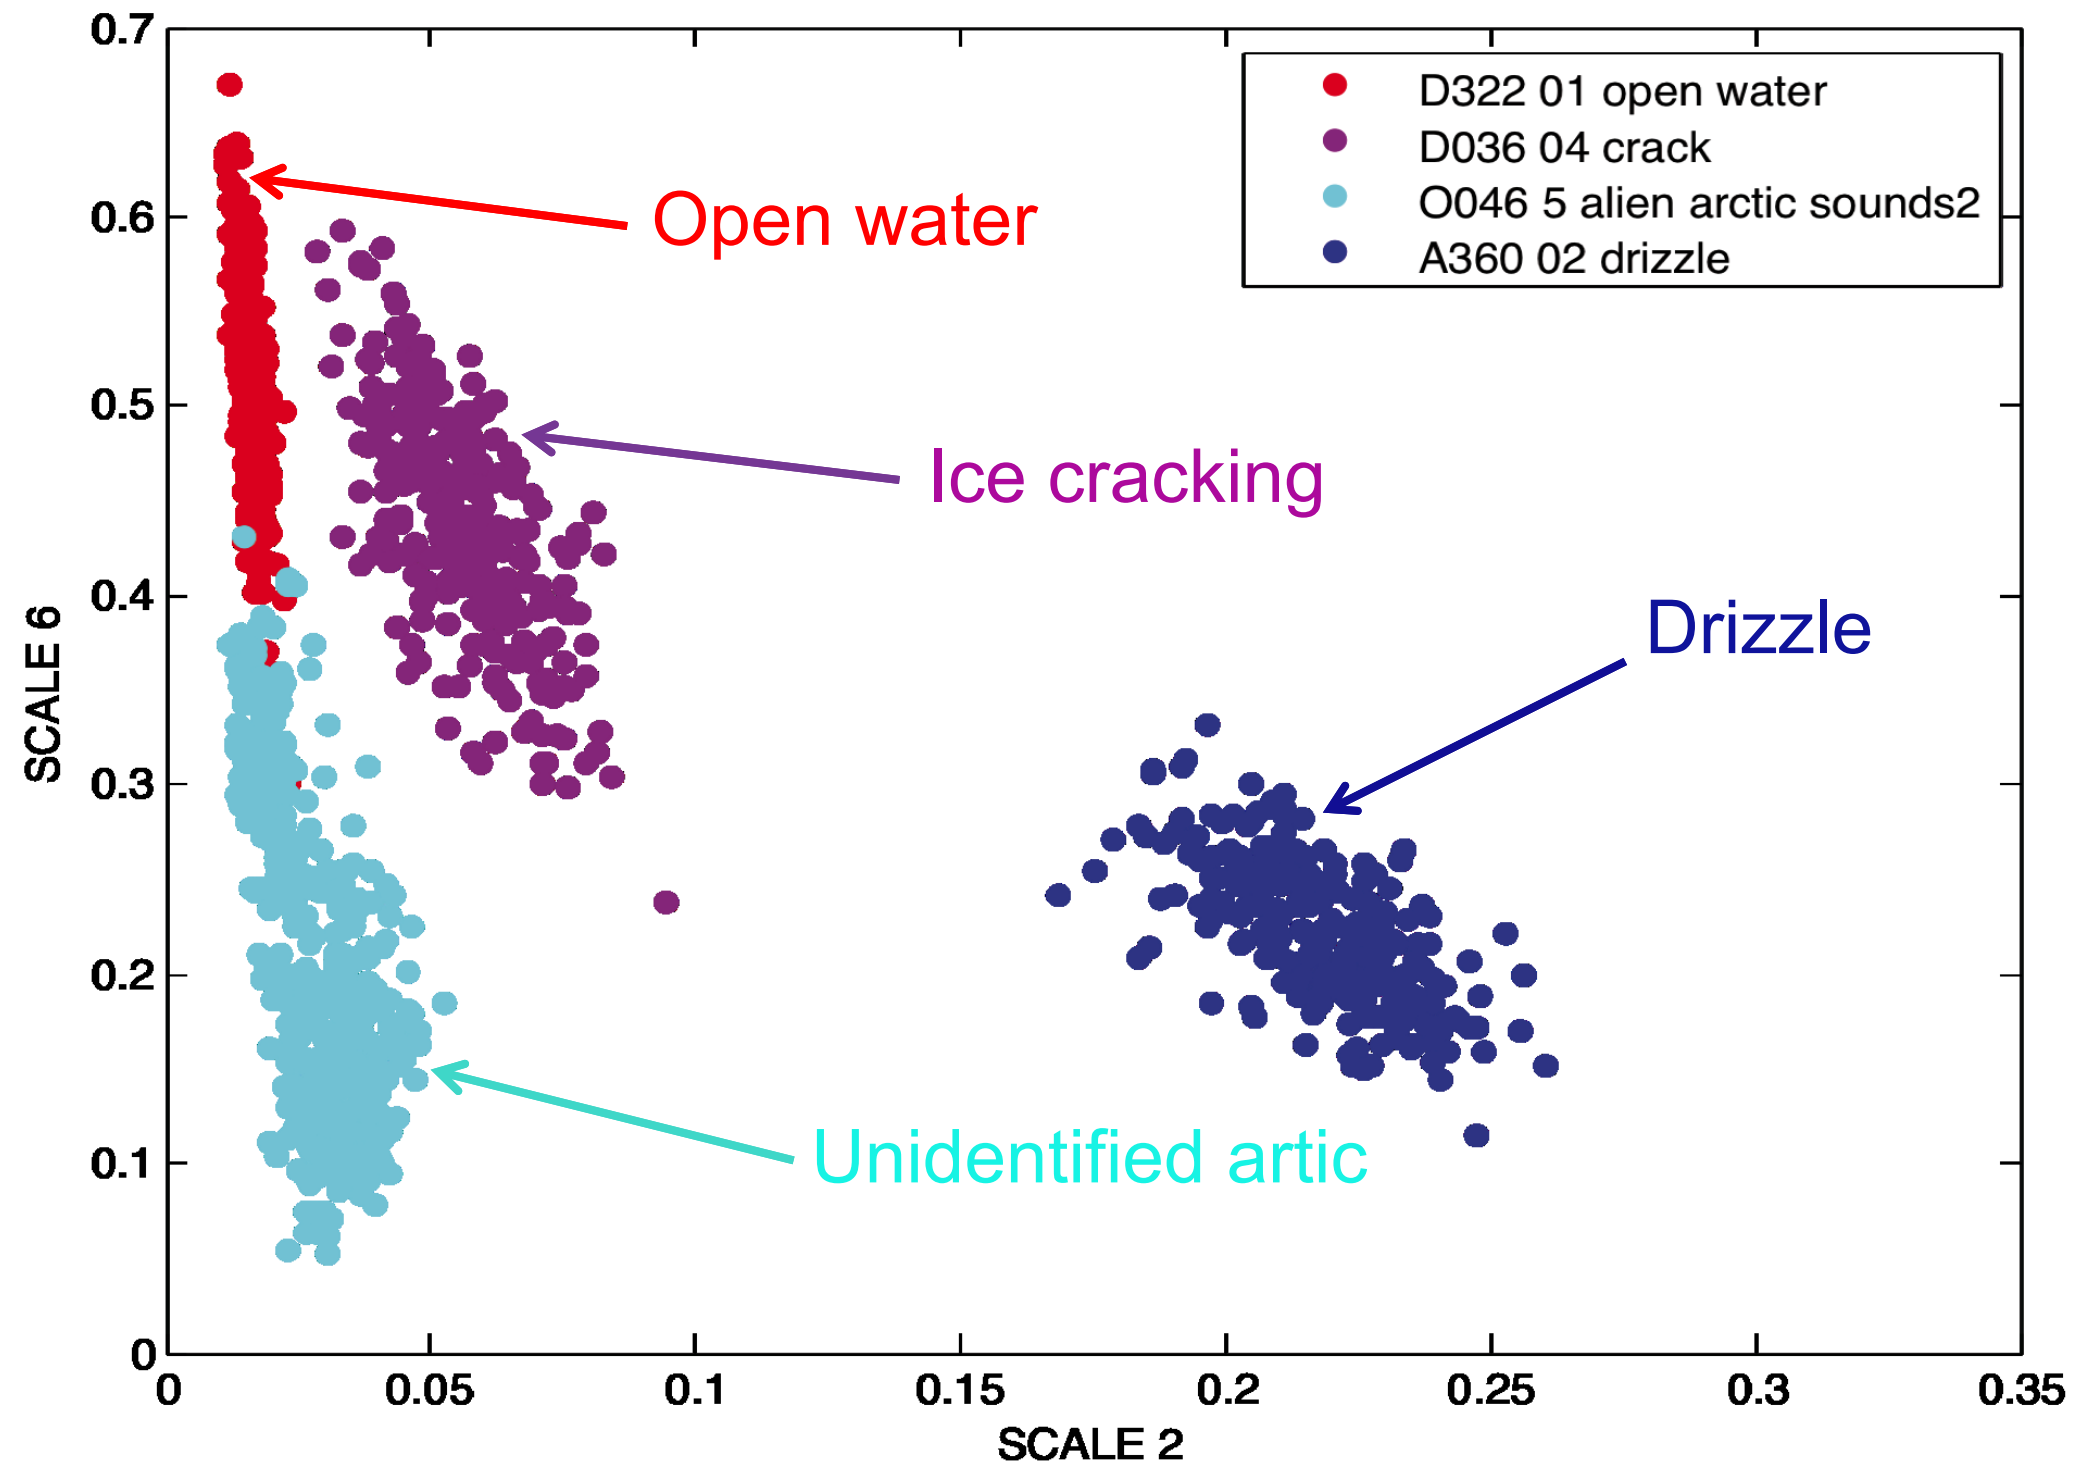 0.7
0.6
0.5
0.4
0.3
0.2
0.1
0
SCALE 6
D322 01 open water
D036 04 crack
O046 5 alien arctic sounds2
A360 02 drizzle
Open water
Ice cracking
Drizzle
Unidentified artic
0 0.05 0.1 0.15 0.2 0.25 0.3 0.35
SCALE 2